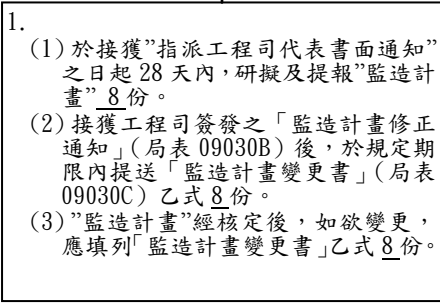 1.
(1)於接獲”指派工程司代表書面通知”
之日起 28 天內，研擬及提報”監造計
畫” 8 份。
(2)接獲工程司簽發之「監造計畫修正
通知」(局表 09030B) 後，於規定期
限內提送「監造計畫變更書」(局表
09030C) 乙式 8 份。
(3)”監造計畫”經核定後，如欲變更，
應填列「監造計畫變更書」乙式 8 份。